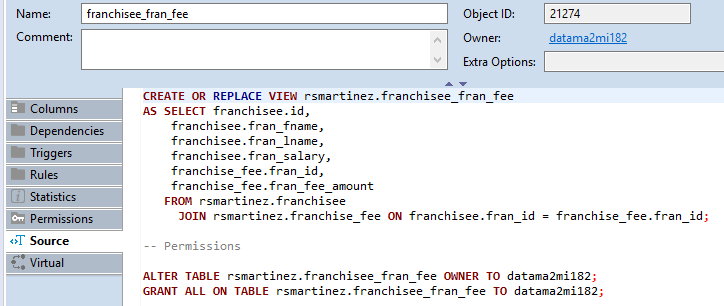 Name: franchisee_fran_fee Object ID: 21274
Comment: Owner: datama2mi182
Extra Options:
Columns
Dependencies
Triggers
Rules
Statistics
Permissions
Source
Virtual
CREATE OR REPLACE VIEW rsmartinez.franchisee_fran_fee
AS SELECT franchisee.id,
    franchisee.fran_fname,
    franchisee.fran_lname,
    franchisee.fran_salary,
    franchise_fee.fran_id,
    franchise_fee.fran_fee_amount
   FROM rsmartinez.franchisee
     JOIN rsmartinez.franchise_fee ON franchisee.fran_id = franchise_fee.fran_id;
-- Permissions
ALTER TABLE rsmartinez.franchisee_fran_fee OWNER TO datama2mi182;
GRANT ALL ON TABLE rsmartinez.franchisee_fran_fee TO datama2mi182;